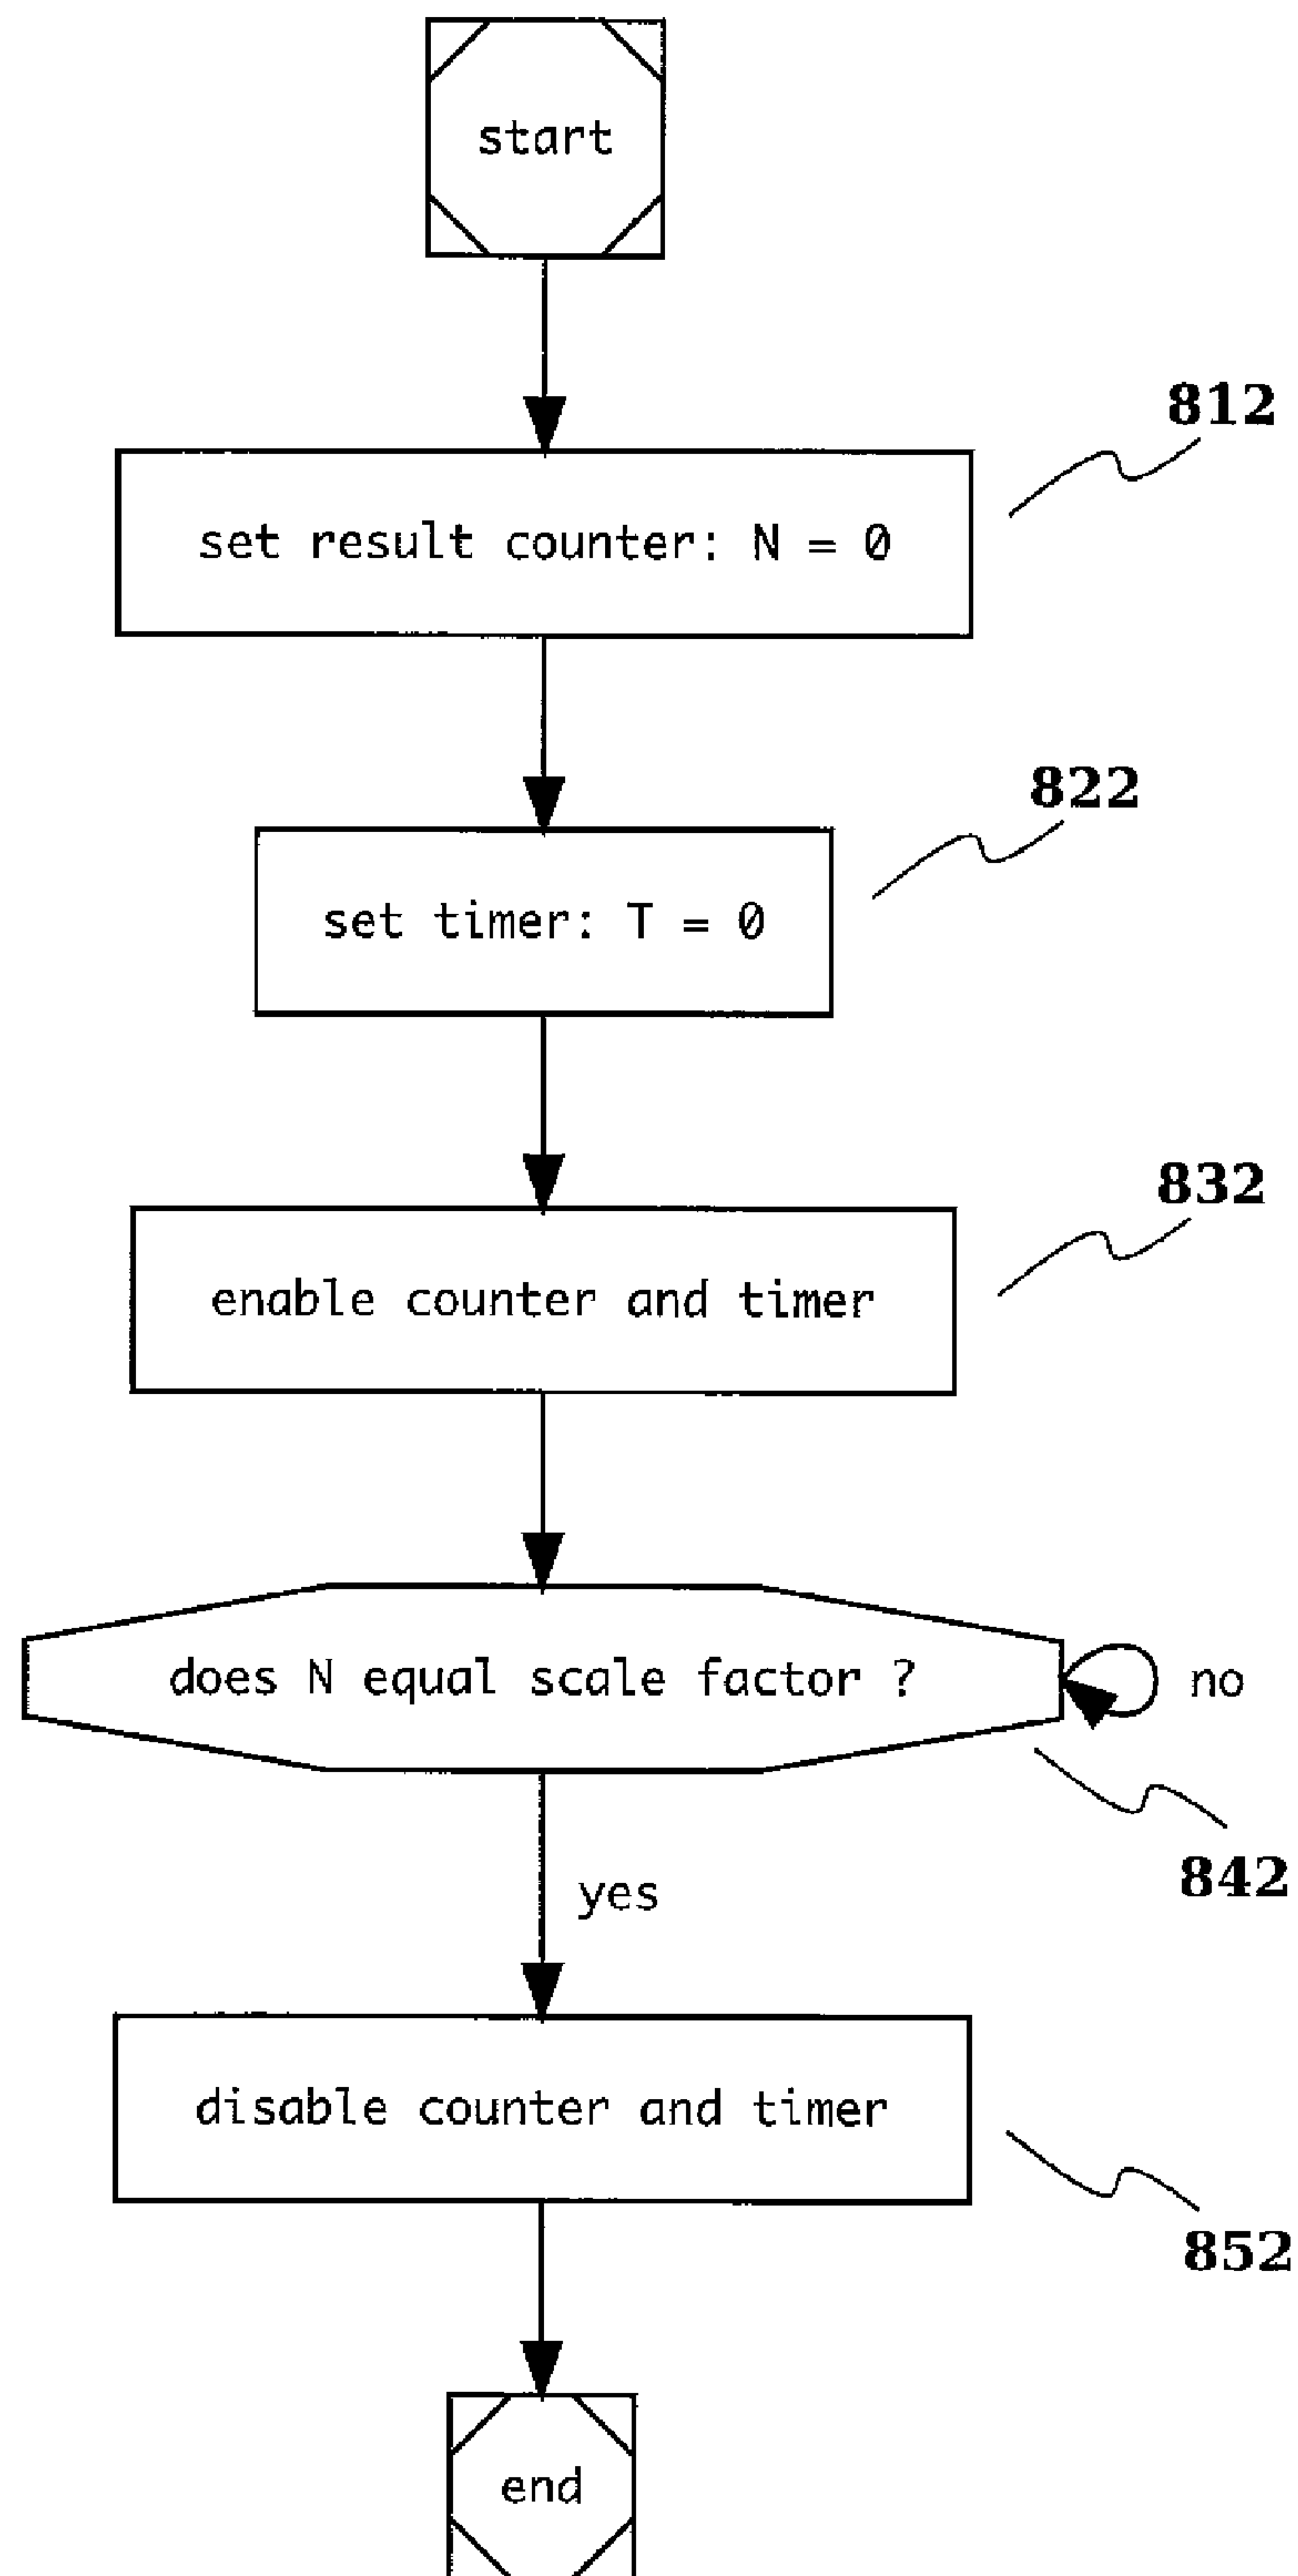 start
812
set result counter: N = 0
822
set timer: T = 0
832
enable counter and timer
does N equal scale factor ?
no
842
yes
disable counter and timer
852
end